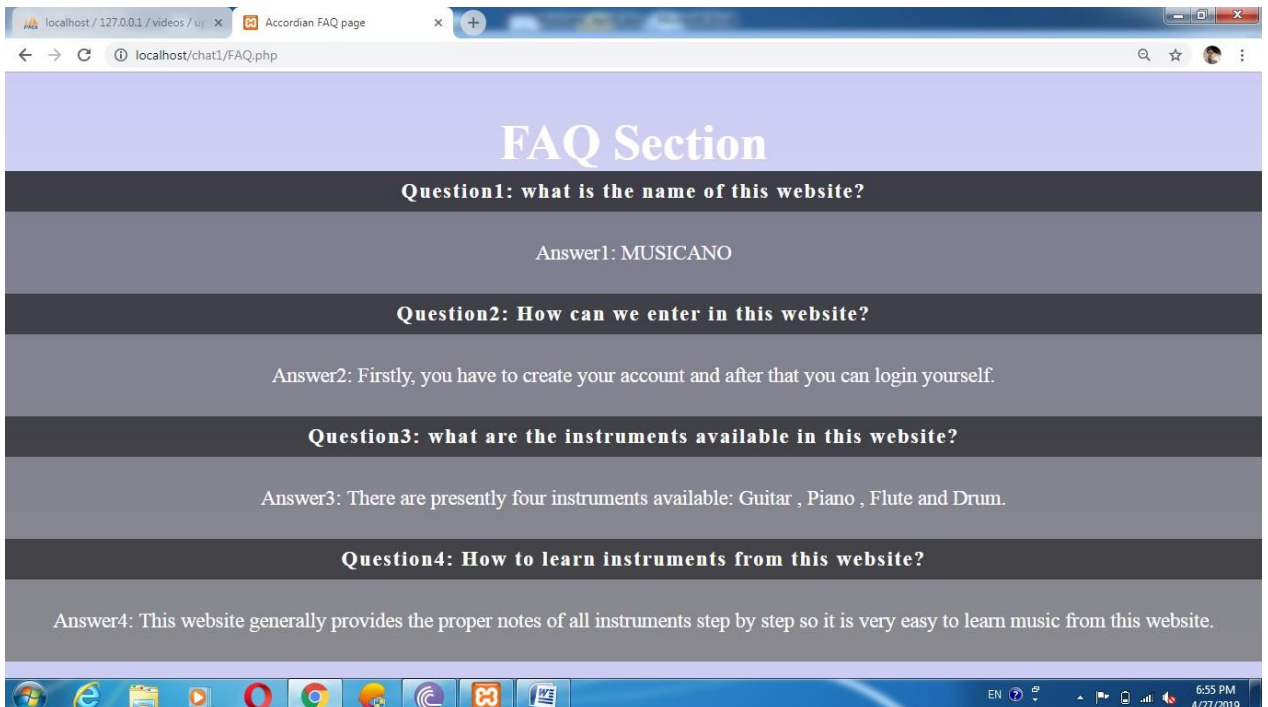 localhost / 127.0.0.1 / videos / up
Accordian FAQ page
localhost/chat1/FAQ.php
FAQ Section
Question1: what is the name of this website?
Answer1: MUSICANO
Question2: How can we enter in this website?
Answer2: Firstly, you have to create your account and after that you can login yourself.
Question3: what are the instruments available in this website?
Answer3: There are presently four instruments available: Guitar , Piano , Flute and Drum.
Question4: How to learn instruments from this website?
Answer4: This website generally provides the proper notes of all instruments step by step so it is very easy to learn music from this website.
EN
6:55 PM
4/27/2019